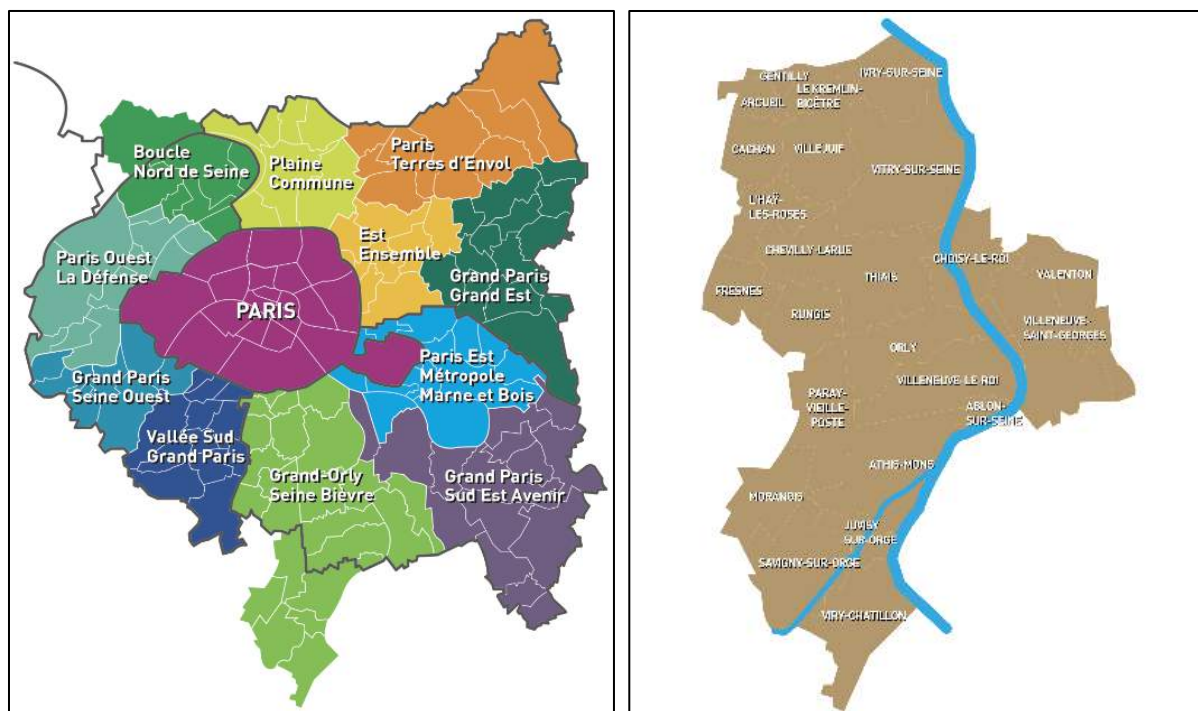 Boucle
Nord de Seine
Plaine
Commune
Paris
Terres d'Envol
Paris Ouest
La Défense
Est
Ensemble
Grand Paris
Grand Est
PARIS
Paris Est
Métropole
Marne et Bois
Grand Paris
Seine Ouest
Vallée Sud
Grand Paris
Grand-Orly
Seine Bièvre
Grand Paris
Sud Est Avenir
IVRY-SUR-SEINE
GENTILLY
LE KREMLIN-
BICÊTRE
ARCUEIL
CACHAN
VILLEJUIF
VITRY-SUR-SEINE
L'HAŸ-
LES-ROSES
CHEVILLY-LARUE
CHOISY-LE-ROI
THIAIS
VALENTON
FRESNES
RUNGIS
VILLENEUVE-
SAINT-GEORGES
ORLY
VILLENEUVE-LE-ROI
PARAY-
VIEILLE-
POSTE
ABLON-
SUR-SEINE
ATHIS-MONS
MORANGIS
JUVISY
SUR-ORGE
SAVIGNY-SUR-ORGE
VIRY-CHATILLON